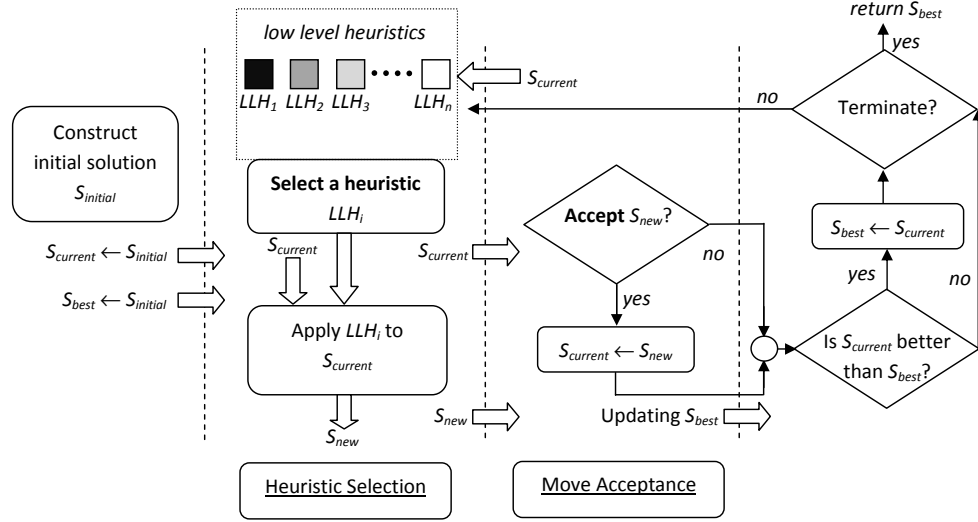 Construct
initial solution
S_initial
S_current ← S_initial
S_best ← S_initial
low level heuristics
LLH_1 LLH_2 LLH_3 LLH_n
S_current
Select a heuristic
LLH_i
S_current
Apply LLH_i to
S_current
S_new
Heuristic Selection
S_current
S_new
Accept S_new?
no
yes
S_current ← S_new
Updating S_best
Move Acceptance
return S_best
yes
Terminate?
no
S_best ← S_current
yes
no
Is S_current better
than S_best?